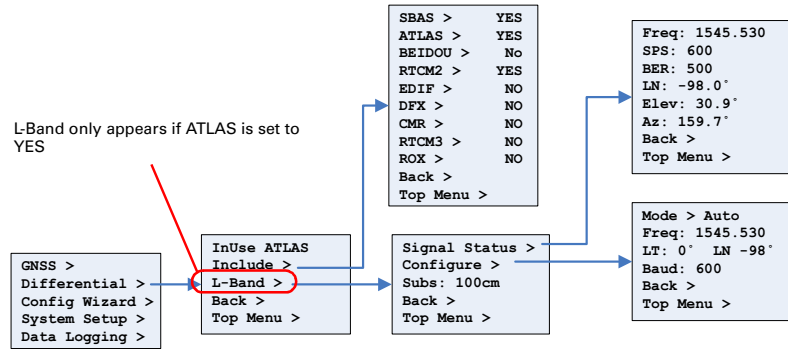 L-Band only appears if ATLAS is set to
YES
GNSS >
Differential >
Config Wizard >
System Setup >
Data Logging >
InUse ATLAS
Include >
L-Band >
Back >
Top Menu >
SBAS > YES
ATLAS > YES
BEIDOU > No
RTCM2 > YES
EDIF > NO
DFX > NO
CMR > NO
RTCM3 > NO
ROX > NO
Back >
Top Menu >
Signal Status >
Configure >
Subs: 100cm
Back >
Top Menu >
Freq: 1545.530
SPS: 600
BER: 500
LN: -98.0°
Elev: 30.9°
Az: 159.7°
Back >
Top Menu >
Mode > Auto
Freq: 1545.530
LT: 0° LN -98°
Baud: 600
Back >
Top Menu >